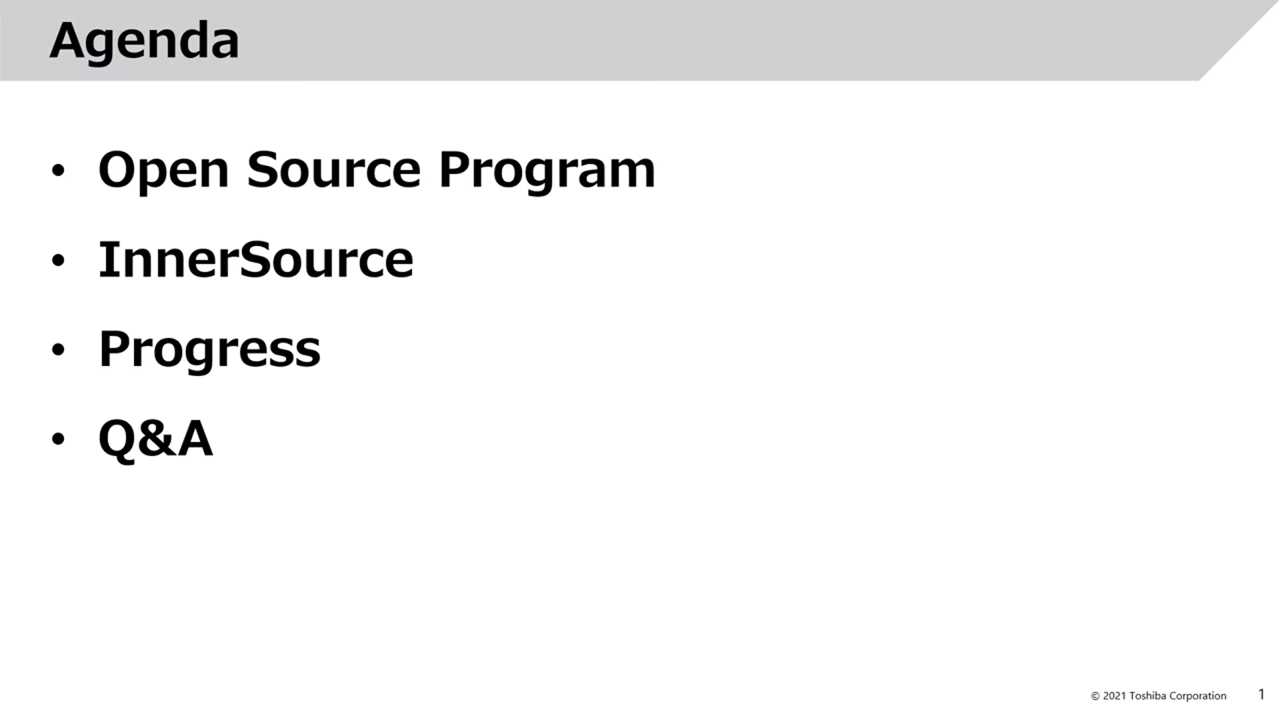 Agenda
• Open Source Program
• InnerSource
• Progress
• Q&A
© 2021 Toshiba Corporation 1